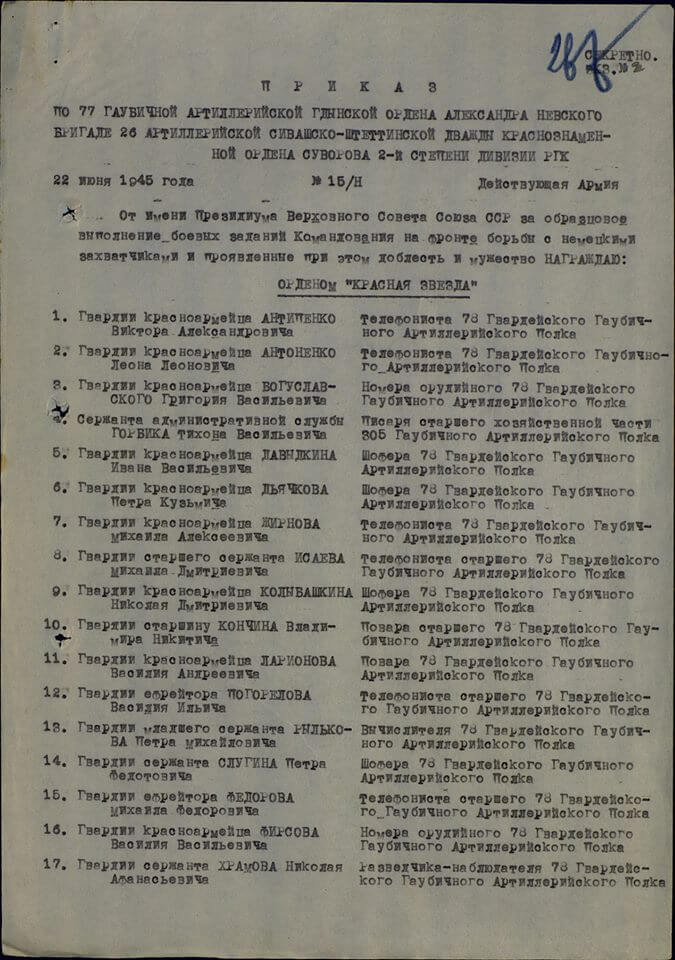 287
СЕКРЕТНО.
ЭКЗ. № 2
П Р И К А З
ПО 77 ГАУБИЧНОЙ АРТИЛЛЕРИЙСКОЙ ГДЫНСКОЙ ОРДЕНА АЛЕКСАНДРА НЕВСКОГО
БРИГАДЕ 26 АРТИЛЛЕРИЙСКОЙ СИВАШСКО-ШТЕТТИНСКОЙ ДВАЖДЫ КРАСНОЗНАМЕН-
НОЙ ОРДЕНА СУВОРОВА 2-Й СТЕПЕНИ ДИВИЗИИ РГК
22 июня 1945 года № 15/Н Действующая Армия
От имени Президиума Верховного Совета Союза ССР за образцовое
выполнение боевых заданий Командования на фронте борьбы с немецкими
захватчиками и проявленные при этом доблесть и мужество НАГРАЖДАЮ:
ОРДЕНОМ "КРАСНАЯ ЗВЕЗДА"
1. Гвардии красноармейца АНТИПЕНКО Телефониста 78 Гвардейского Гаубич-
Виктора Александровича ного Артиллерийского Полка
2. Гвардии красноармейца АНТОНЕНКО Телефониста 78 Гвардейского Гаубично-
Леона Леоновича го Артиллерийского Полка
3. Гвардии красноармейца БОГУСЛАВ- Номера орудийного 78 Гвардейского
СКОГО Григория Васильевича Гаубичного Артиллерийского Полка
4. Сержанта административной службы Писаря старшего хозяйственной части
ГОРБИКА Тихона Васильевича 305 Гаубичного Артиллерийского Полка
5. Гвардии красноармейца ДАВЫДКИНА Шофера 78 Гвардейского Гаубичного
Ивана Васильевича Артиллерийского Полка
6. Гвардии красноармейца ДЬЯЧКОВА Шофера 78 Гвардейского Гаубичного
Петра Кузьмича Артиллерийского Полка
7. Гвардии красноармейца ЖИРНОВА Телефониста 78 Гвардейского Гаубич-
Михаила Алексеевича ного Артиллерийского Полка
8. Гвардии старшего сержанта ИСАЕВА Телефониста старшего 78 Гвардейского
Михаила Дмитриевича Гаубичного Артиллерийского Полка
9. Гвардии красноармейца КОЛЫВАШКИНА Шофера 78 Гвардейского Гаубичного
Николая Дмитриевича Артиллерийского Полка
10. Гвардии старшину КОНЧИНА Влади- Повара старшего 78 Гвардейского Гау-
мира Никитича бичного Артиллерийского Полка
11. Гвардии красноармейца ЛАРИОНОВА Повара 78 Гвардейского Гаубичного
Василия Андреевича Артиллерийского Полка
12. Гвардии ефрейтора ПОГОРЕЛОВА Телефониста старшего 78 Гвардейско-
Василия Ильича го Гаубичного Артиллерийского Полка
13. Гвардии младшего сержанта РЫЛЬКО- Вычислителя 78 Гвардейского Гаубич-
ВА Петра Михайловича ного Артиллерийского Полка
14. Гвардии сержанта СЛУГИНА Петра Шофера 78 Гвардейского Гаубичного
Федотовича Артиллерийского Полка
15. Гвардии ефрейтора ФЕДОРОВА Телефониста старшего 78 Гвардейско-
Михаила Федоровича го Гаубичного Артиллерийского Полка
16. Гвардии красноармейца ФИРСОВА Номера орудийного 78 Гвардейского
Василия Васильевича Гаубичного Артиллерийского Полка
17. Гвардии сержанта ХРАМОВА Николая Разведчика-наблюдателя 78 Гвардейс-
Афанасьевича кого Гаубичного Артиллерийского Полка